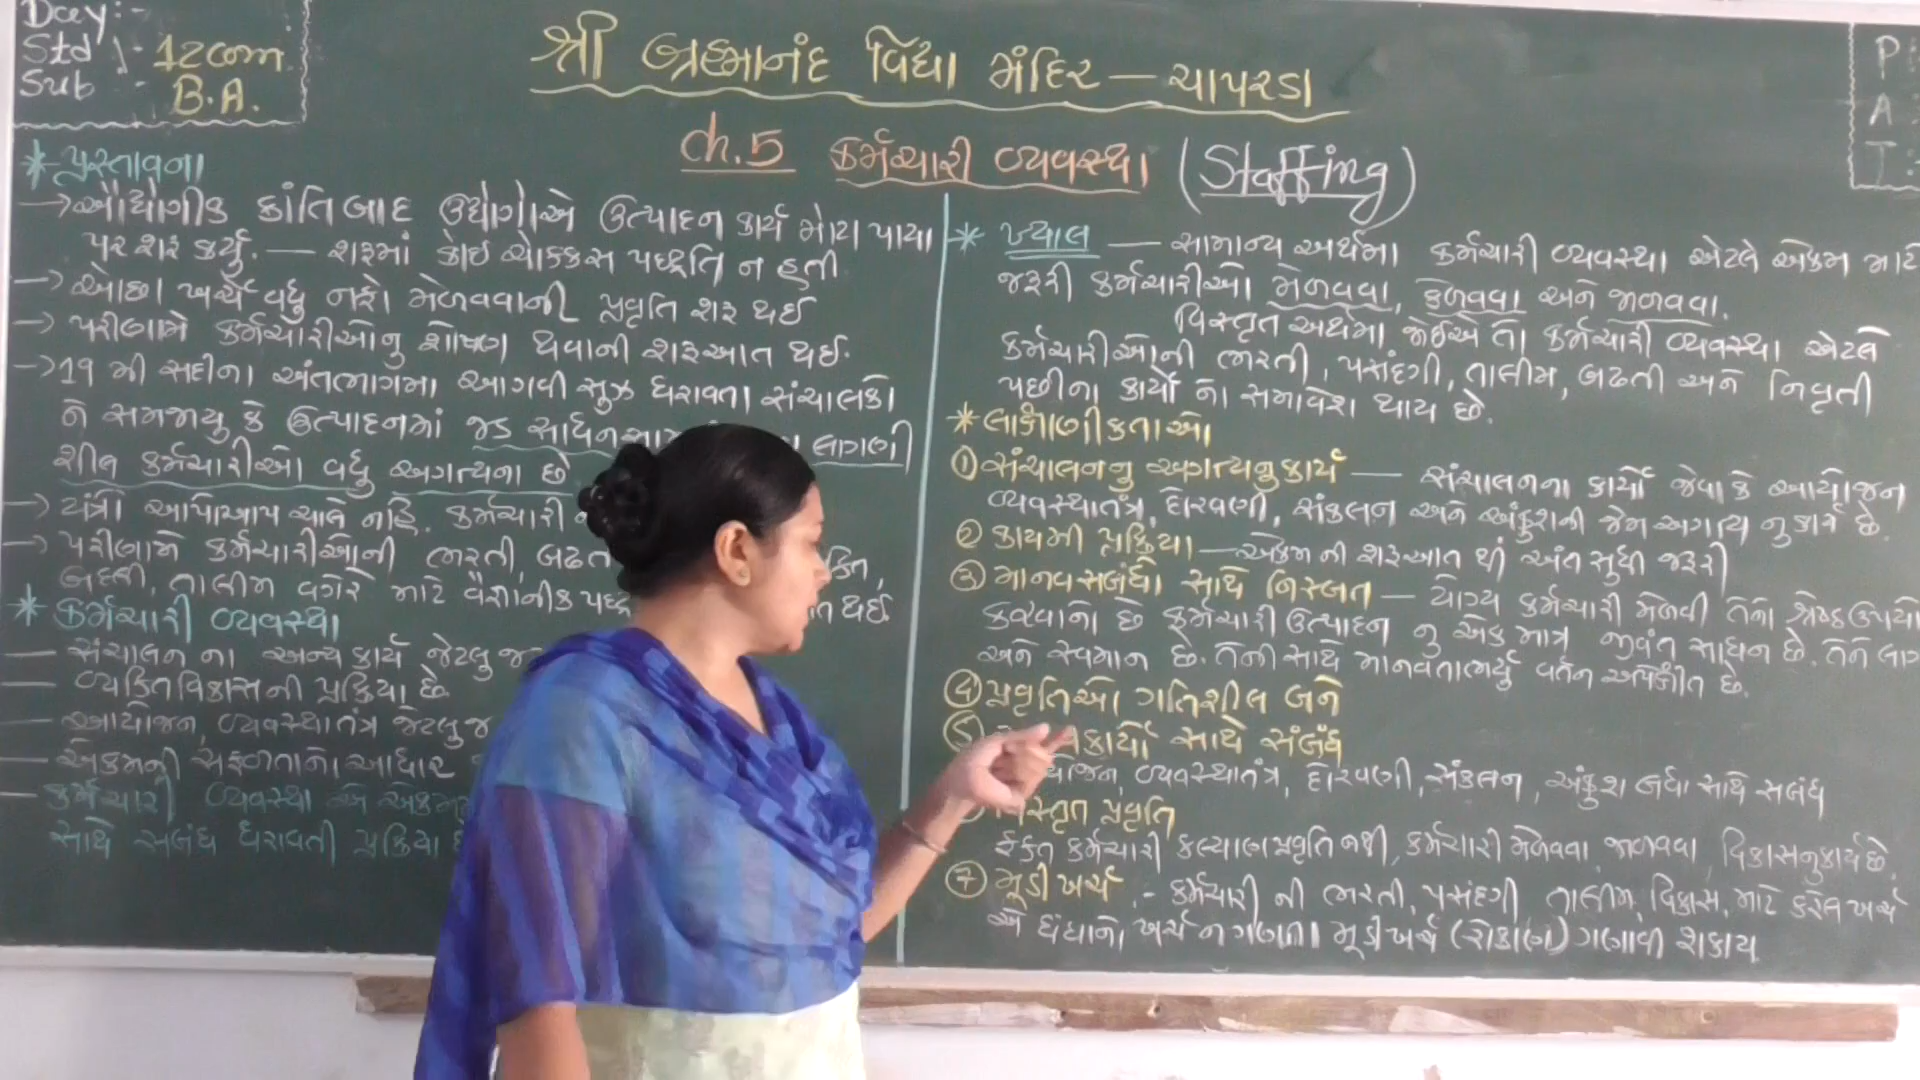 Day :-
Std :- 12 com
Sub :- B.A.
શ્રી બ્રહ્માનંદ વિદ્યા મંદિર — ચાપરડા
P
A
T :
ch.5 કર્મચારી વ્યવસ્થા (Staffing)
* પ્રસ્તાવના
→ ઔદ્યોગીક ક્રાંતિ બાદ ઉદ્યોગોએ ઉત્પાદન કાર્ય મોટા પાયા
પર શરૂ કર્યુ. — શરૂમાં કોઇ ચોક્કસ પધ્ધતિ ન હતી
→ ઓછા ખર્ચે વધુ નફો મેળવવાની પ્રવૃતિ શરૂ થઈ
→ પરીણામે કર્મચારીઓનુ શોષણ થવાની શરૂઆત થઈ.
→ 19 મી સદીના અંતભાગમા આગવી સુઝ ધરાવતા સંચાલકો
ને સમજાયુ કે ઉત્પાદનમાં જડ સાધન લાગણી
શીલ કર્મચારીઓ વધુ અગત્યના છે
→ યંત્રો આપોઆપ ચાલે નહિ. કર્મચારી
→ પરીણામે કર્મચારીઓની ભરતી, બઢત
બદલી, તાલીમ વગેરે માટે વૈજ્ઞાનીક પધ્ધ થઈ
* કર્મચારી વ્યવસ્થા
— સંચાલન ના અન્ય કાર્ય જેટલુ જ
— વ્યકિત વિકાસ ની પ્રક્રિયા છે.
— આયોજન, વ્યવસ્થાતંત્ર જેટલુ જ
— એકમની સફળતાનો આધાર
— કર્મચારી વ્યવસ્થા એ એકમ
સાથે સબંધ ધરાવતી પ્રક્રિયા
* ખ્યાલ — સામાન્ય અર્થમા કર્મચારી વ્યવસ્થા એટલે એકમ માટે
જરૂરી કર્મચારીઓ મેળવવા, કેળવવા અને જાળવવા.
વિસ્તૃત અર્થમા જોઈએ તો કર્મચારી વ્યવસ્થા એટલે
કર્મચારીઓની ભરતી, પસંદગી, તાલીમ, બઢતી અને નિવૃતી
પછીના કાર્યો નો સમાવેશ થાય છે.
* લાક્ષણીકતાઓ
① સંચાલનનુ અગત્યનુ કાર્ય — સંચાલનના કાર્યો જેવા કે આયોજન
વ્યવસ્થાતંત્ર, દોરવણી, સંકલન અને અંકુશની જેમ અગત્ય નુ કાર્ય છે.
② કાયમી પ્રક્રિયા — એકમ ની શરૂઆત થી અંત સુધી જરૂરી
③ માનવસબંધો સાથે નિસ્બત — યોગ્ય કર્મચારી મેળવી તેનો શ્રેષ્ઠ ઉપયો
કરવાનો છે કર્મચારી ઉત્પાદન નુ એક માત્ર જીવંત સાધન છે. તેને લાગ
અને સ્વમાન છે. તેની સાથે માનવતાભર્યુ વર્તન અપેક્ષીત છે.
④ પ્રવૃતિઓ ગતિશીલ બને
⑤ કાર્યો સાથે સંબંધ
વ્યવસ્થાતંત્ર, દોરવણી, સંકલન, અંકુશ બધા સાથે સબંધ
વિસ્તૃત પ્રવૃતિ
ફકત કર્મચારી કલ્યાણ પ્રવૃતિ નથી, કર્મચારી મેળવવા, જાળવવા, વિકાસનુ કાર્ય છે.
⑦ મૂડી ખર્ચ :- કર્મચારી ની ભરતી, પસંદગી તાલીમ, વિકાસ, માટે કરેલ ખર્ચ
એ ધંધાનો ખર્ચ ન ગણતા મૂડી ખર્ચ (રોકાણ) ગણાવી શકાય